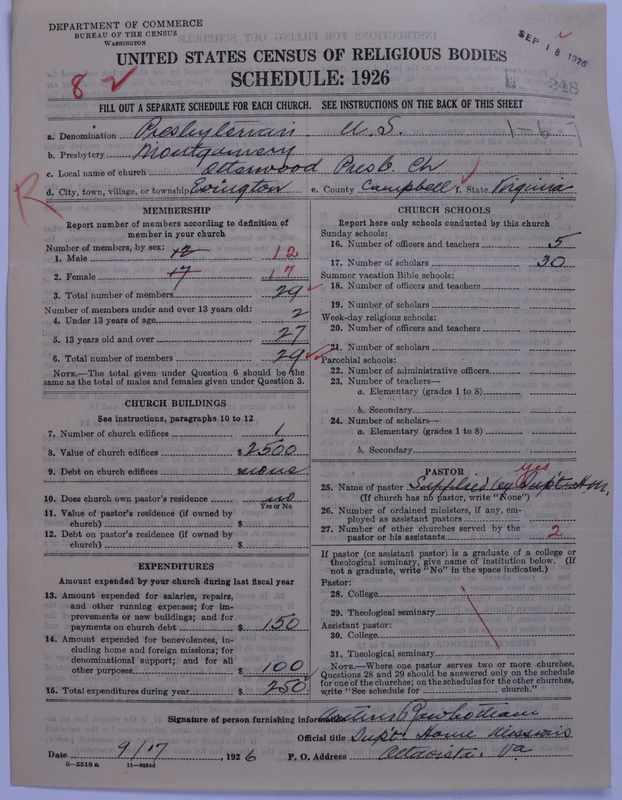 DEPARTMENT OF COMMERCE
BUREAU OF THE CENSUS
WASHINGTON
SEP 18 1926
UNITED STATES CENSUS OF RELIGIOUS BODIES
SCHEDULE: 1926
82
248
FILL OUT A SEPARATE SCHEDULE FOR EACH CHURCH. SEE INSTRUCTIONS ON THE BACK OF THIS SHEET
a. Denomination Presbyterian U.S. 1-6-7
b. Presbytery Montgomery
c. Local name of church Presb. Ch
d. City, town, village, or township Evington e. County Campbell f. State Virginia
R
MEMBERSHIP
Report number of members according to definition of
member in your church
Number of members, by sex:
1. Male 12 12
2. Female 17 17
3. Total number of members 29
Number of members under and over 13 years old:
4. Under 13 years of age 2
5. 13 years old and over 27
6. Total number of members 29
NOTE.—The total given under Question 6 should be the
same as the total of males and females given under Question 3.
CHURCH BUILDINGS
See instructions, paragraphs 10 to 12
7. Number of church edifices 1
8. Value of church edifices $ 2500
9. Debt on church edifices none
10. Does church own pastor's residence no
Yes or No
11. Value of pastor's residence (if owned by
church) $
12. Debt on pastor's residence (if owned by
church) $
EXPENDITURES
Amount expended by your church during last fiscal year
13. Amount expended for salaries, repairs,
and other running expenses; for im-
provements or new buildings; and for
payments on church debt $ 150
14. Amount expended for benevolences, in-
cluding home and foreign missions; for
denominational support; and for all
other purposes $ 100
15. Total expenditures during year $ 250
CHURCH SCHOOLS
Report here only schools conducted by this church
Sunday schools:
16. Number of officers and teachers 5
17. Number of scholars 30
Summer vacation Bible schools:
18. Number of officers and teachers
19. Number of scholars
Week-day religious schools:
20. Number of officers and teachers
21. Number of scholars
Parochial schools:
22. Number of administrative officers
23. Number of teachers—
a. Elementary (grades 1 to 8)
b. Secondary
24. Number of scholars—
a. Elementary (grades 1 to 8)
b. Secondary
PASTOR
yes
25. Name of pastor Supplied by Supt. H.M.
(If church has no pastor, write "None")
26. Number of ordained ministers, if any, em-
ployed as assistant pastors
27. Number of other churches served by the
pastor or his assistants 2
If pastor (or assistant pastor) is a graduate of a college or
theological seminary, give name of institution below. (If
not a graduate, write "No" in the space indicated.)
Pastor:
28. College
29. Theological seminary
Assistant pastor:
30. College
31. Theological seminary
NOTE.—Where one pastor serves two or more churches,
Questions 28 and 29 should be answered only on the schedule
for one of the churches; on the schedules for the other churches,
write "See schedule for church."
Signature of person furnishing information
Official title Supt. Home Missions
Date 9/17, 1926 P. O. Address Altavista, Va